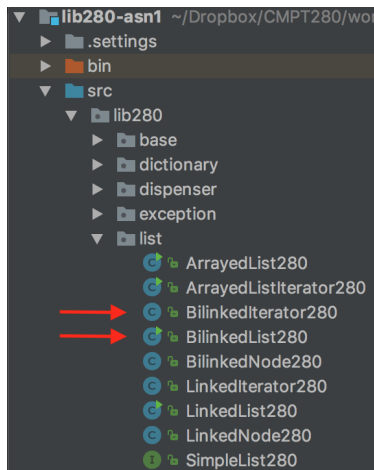 lib280-asn1 ~/Dropbox/CMPT280/wor
.settings
bin
src
lib280
base
dictionary
dispenser
exception
list
ArrayedList280
ArrayedListIterator280
BilinkedIterator280
BilinkedList280
BilinkedNode280
LinkedIterator280
LinkedList280
LinkedNode280
SimpleList280